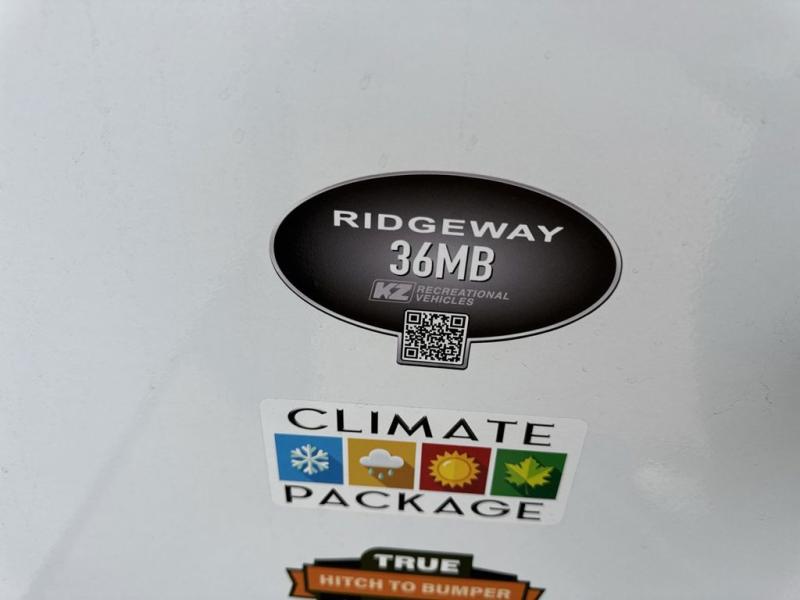 RIDGEWAY
36MB
KZ RECREATIONAL
VEHICLES
CLIMATE
PACKAGE
TRUE
HITCH TO BUMPER